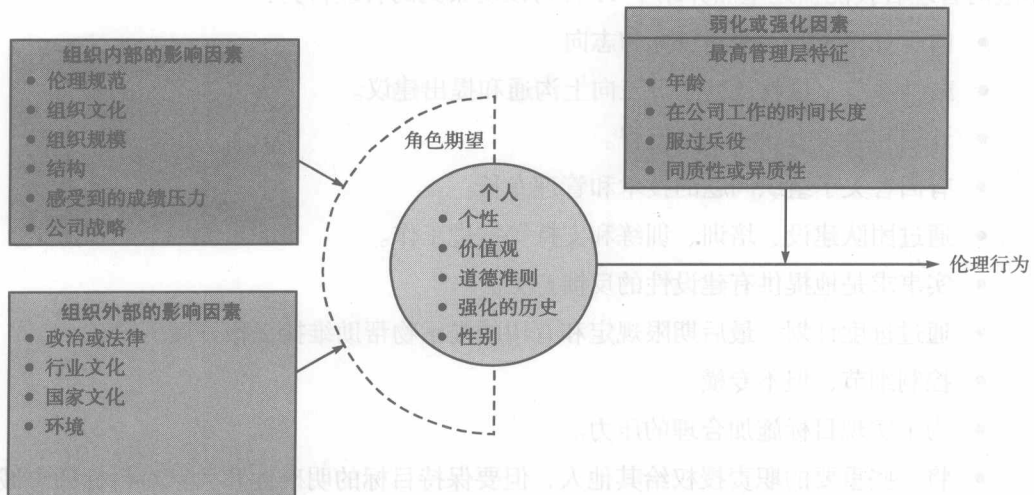 组织内部的影响因素
• 伦理规范
• 组织文化
• 组织规模
• 结构
• 感受到的成绩压力
• 公司战略
组织外部的影响因素
• 政治或法律
• 行业文化
• 国家文化
• 环境
角色期望
个人
• 个性
• 价值观
• 道德准则
• 强化的历史
• 性别
弱化或强化因素
最高管理层特征
• 年龄
• 在公司工作的时间长度
• 服过兵役
• 同质性或异质性
伦理行为